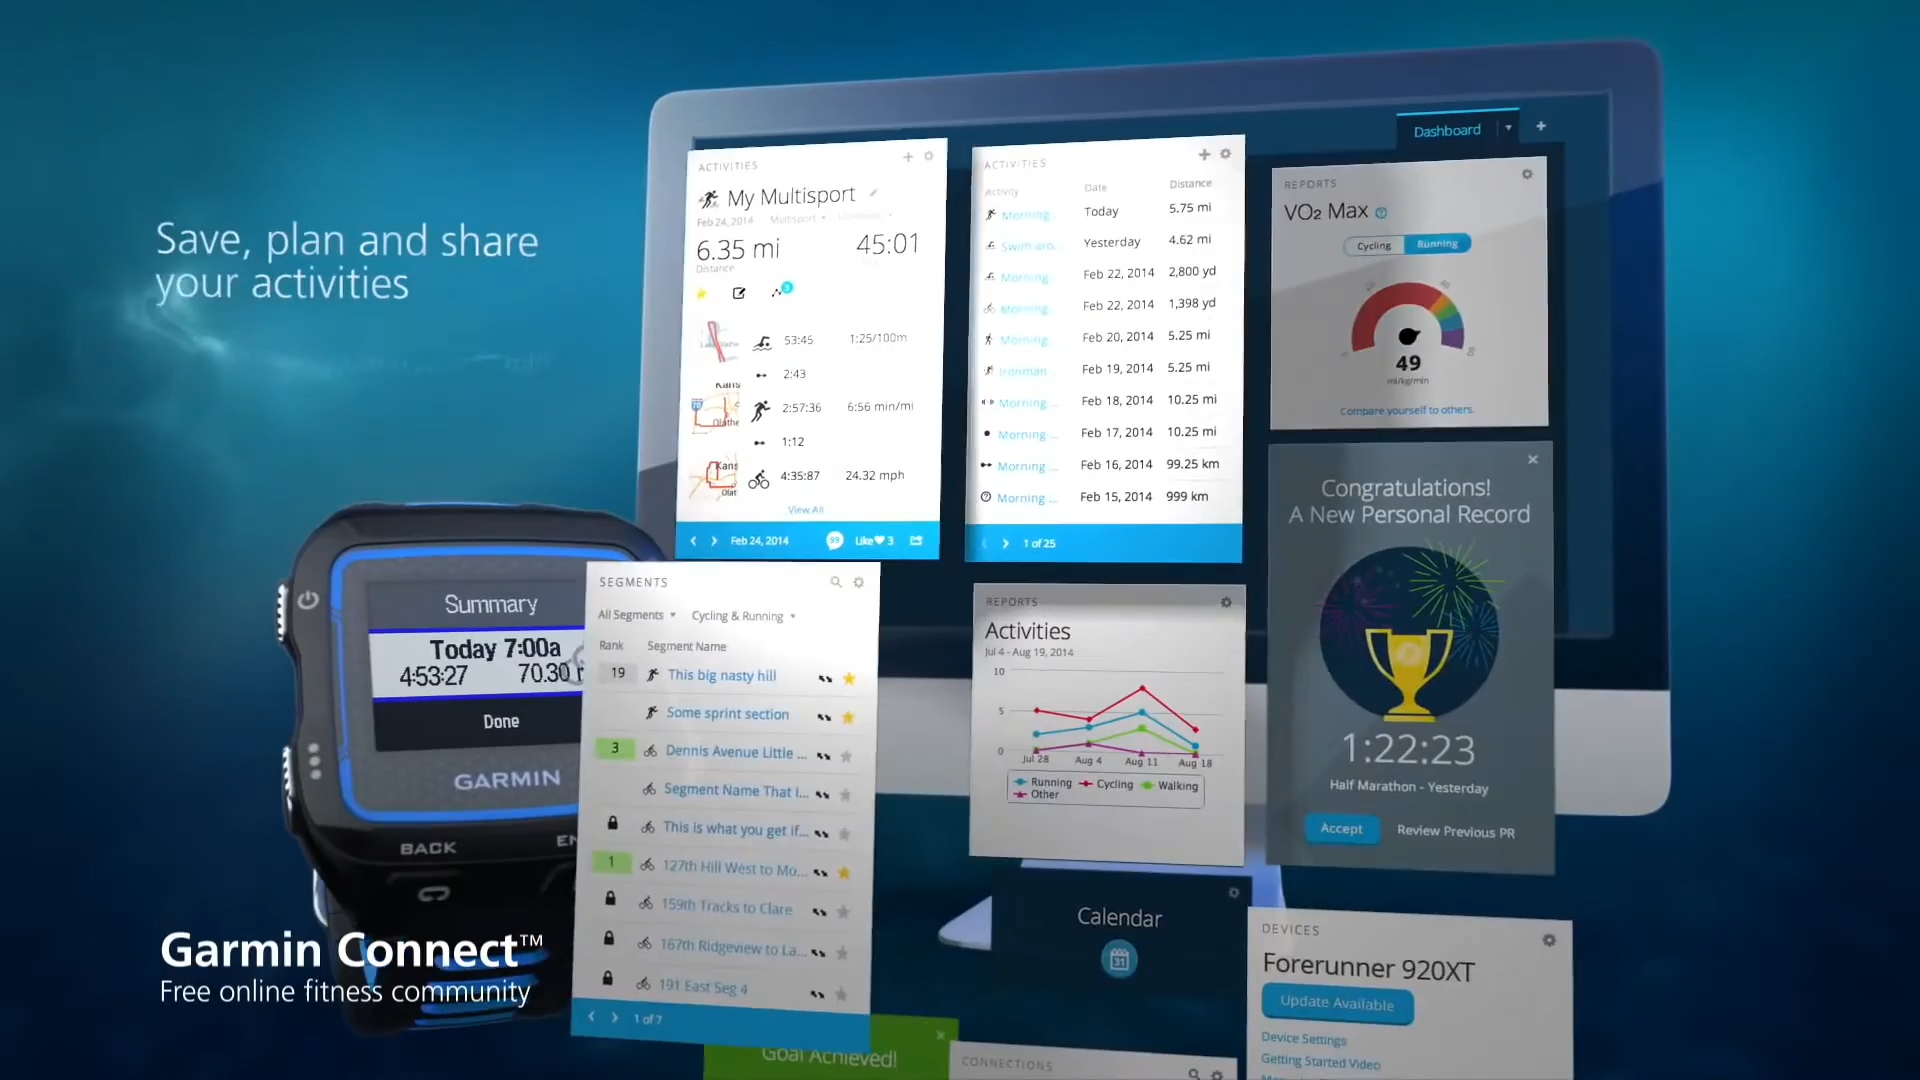 Save, plan and share
your activities
Garmin Connect™
Free online fitness community
Summary
Today 7:00a
4:53:27 70.30
Done
GARMIN
BACK
ACTIVITIES
My Multisport
Feb 24, 2014 Multisport
6.35 mi 45:01
Distance
3
53:45 1:25/100m
2:43
2:57:36 6:56 min/mi
1:12
4:35:87 24.32 mph
View All
Feb 24, 2014 99 Like 3
ACTIVITIES
Activity Date Distance
Morning Today 5.75 mi
Swim aro... Yesterday 4.62 mi
Morning Feb 22, 2014 2,800 yd
Morning Feb 22, 2014 1,398 yd
Morning Feb 20, 2014 5.25 mi
Ironman Feb 19, 2014 5.25 mi
Morning ... Feb 18, 2014 10.25 mi
Morning ... Feb 17, 2014 10.25 mi
Morning ... Feb 16, 2014 99.25 km
Morning ... Feb 15, 2014 999 km
1 of 25
Dashboard
REPORTS
VO₂ Max
Cycling Running
49
ml/kg/min
Compare yourself to others.
Congratulations!
A New Personal Record
1:22:23
Half Marathon - Yesterday
Accept Review Previous PR
SEGMENTS
All Segments Cycling & Running
Rank Segment Name
19 This big nasty hill
Some sprint section
3 Dennis Avenue Little ...
Segment Name That I...
This is what you get if...
1 127th Hill West to Mo...
159th Tracks to Clare
167th Ridgeview to La...
191 East Seg 4
1 of 7
REPORTS
Activities
Jul 4 - Aug 19, 2014
10
5
0
Jul 28 Aug 4 Aug 11 Aug 18
Running Cycling Walking
Other
Calendar
31
DEVICES
Forerunner 920XT
Update Available
Device Settings
Getting Started Video
Goal Achieved!
CONNECTIONS